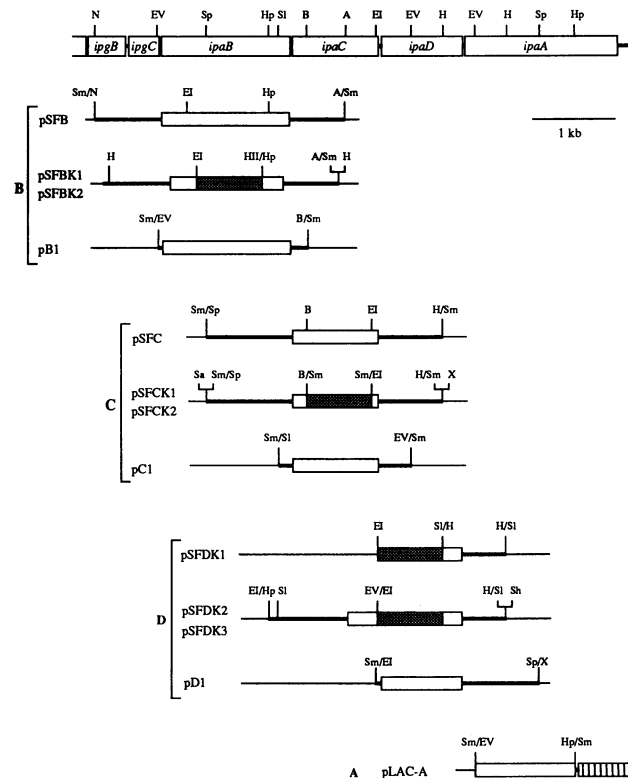 N EV Sp Hp Sl B A EI EV H EV H Sp Hp
ipgB ipgC ipaB ipaC ipaD ipaA
Sm/N EI Hp A/Sm
pSFB
1 kb
H EI HII/Hp A/Sm H
B pSFBK1
pSFBK2
Sm/EV B/Sm
pB1
Sm/Sp B EI H/Sm
pSFC
Sa Sm/Sp B/Sm Sm/EI H/Sm X
C pSFCK1
pSFCK2
Sm/Sl EV/Sm
pC1
EI Sl/H H/Sl
pSFDK1
EI/Hp Sl EV/EI H/Sl Sh
D pSFDK2
pSFDK3
Sm/EI Sp/X
pD1
Sm/EV Hp/Sm
A pLAC-A